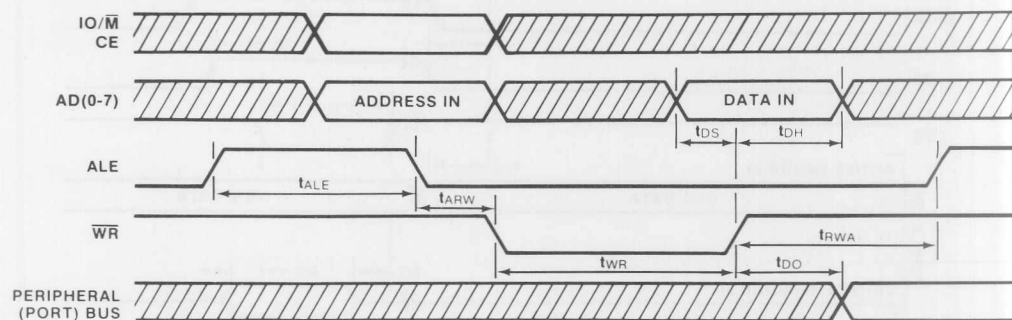 IO/M̅
CE
AD(0-7)
ADDRESS IN
DATA IN
tDS
tDH
ALE
tALE
tARW
W̅R̅
tRWA
tWR
tDO
PERIPHERAL
(PORT) BUS